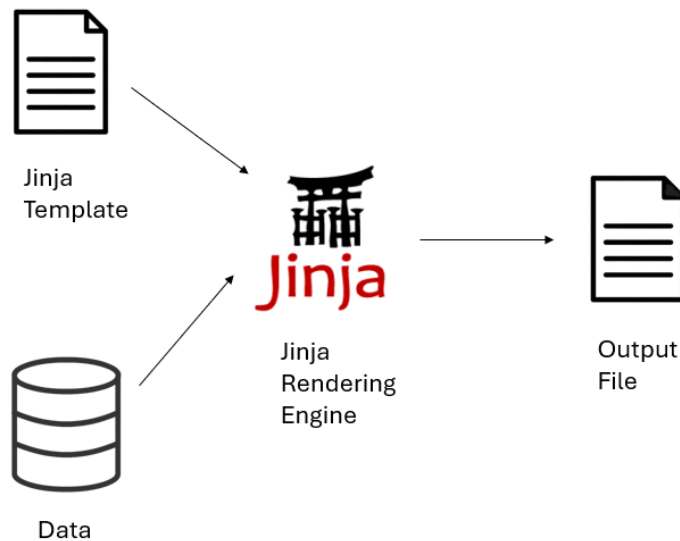 Jinja
Template
Jinja
Jinja
Rendering
Engine
Output
File
Data